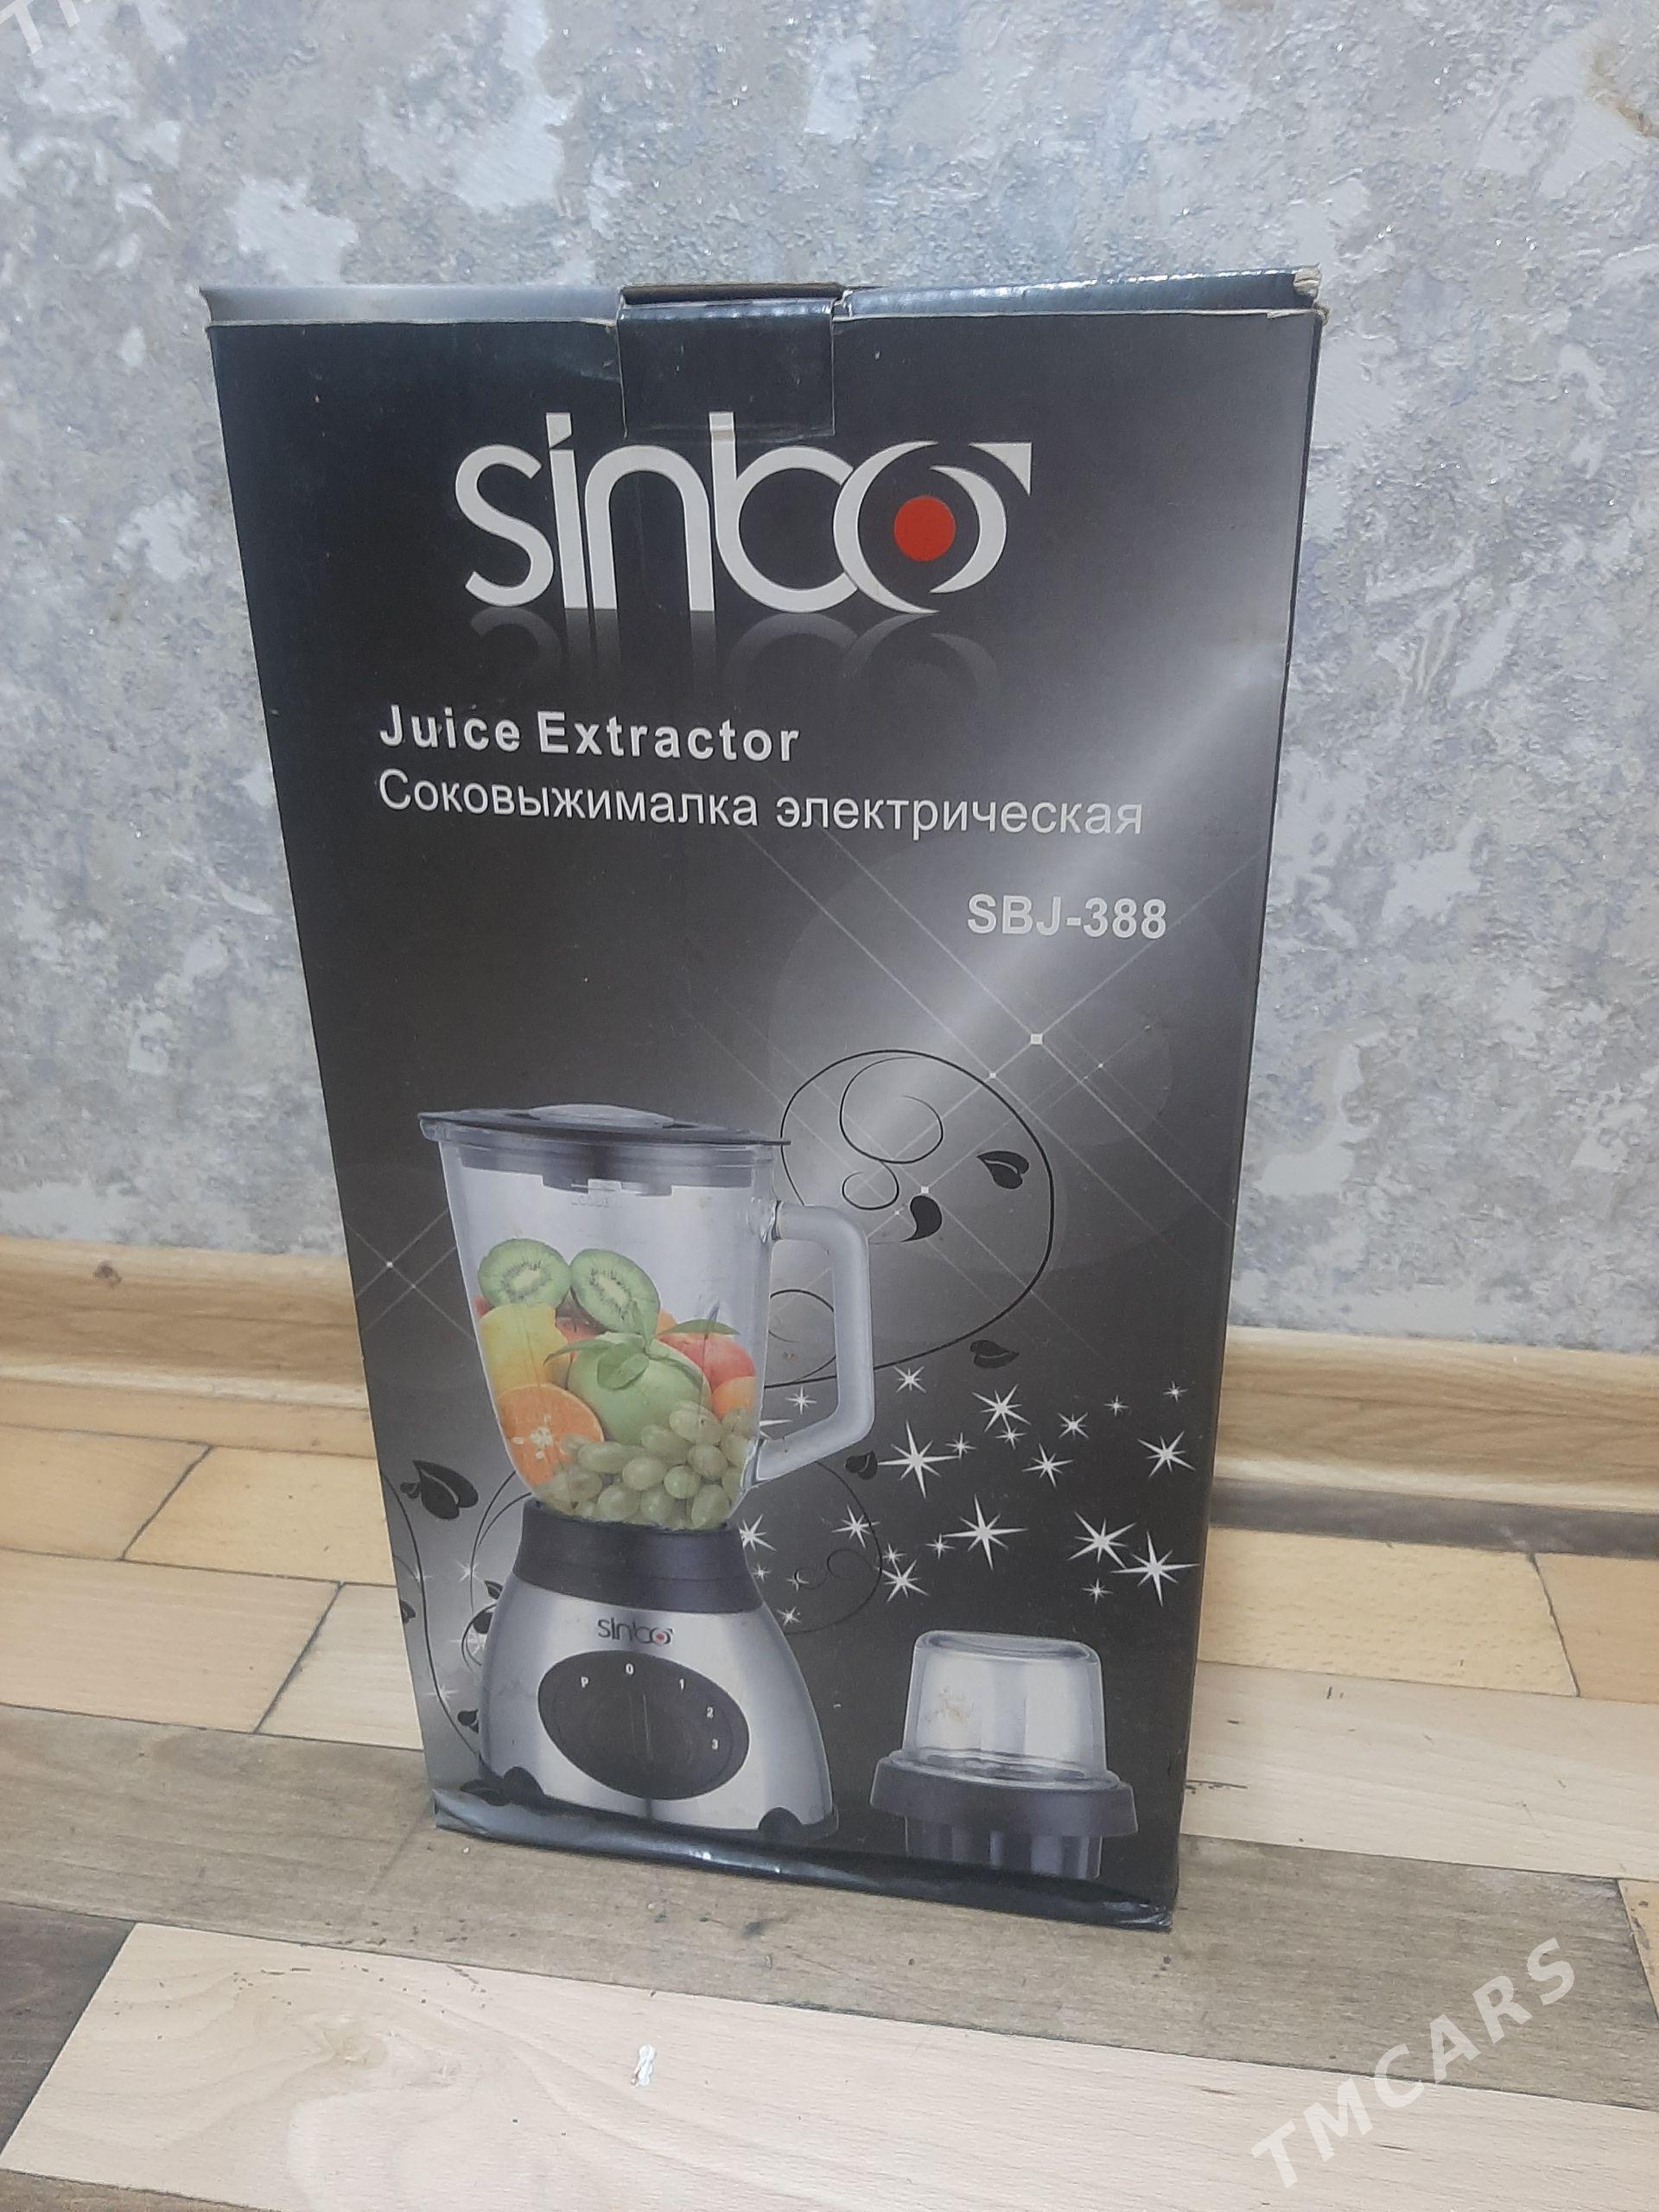 sinbo
Juice Extractor
Соковыжималка электрическая
SBJ-388
sinbo
P 0 1 2 3
TMCARS